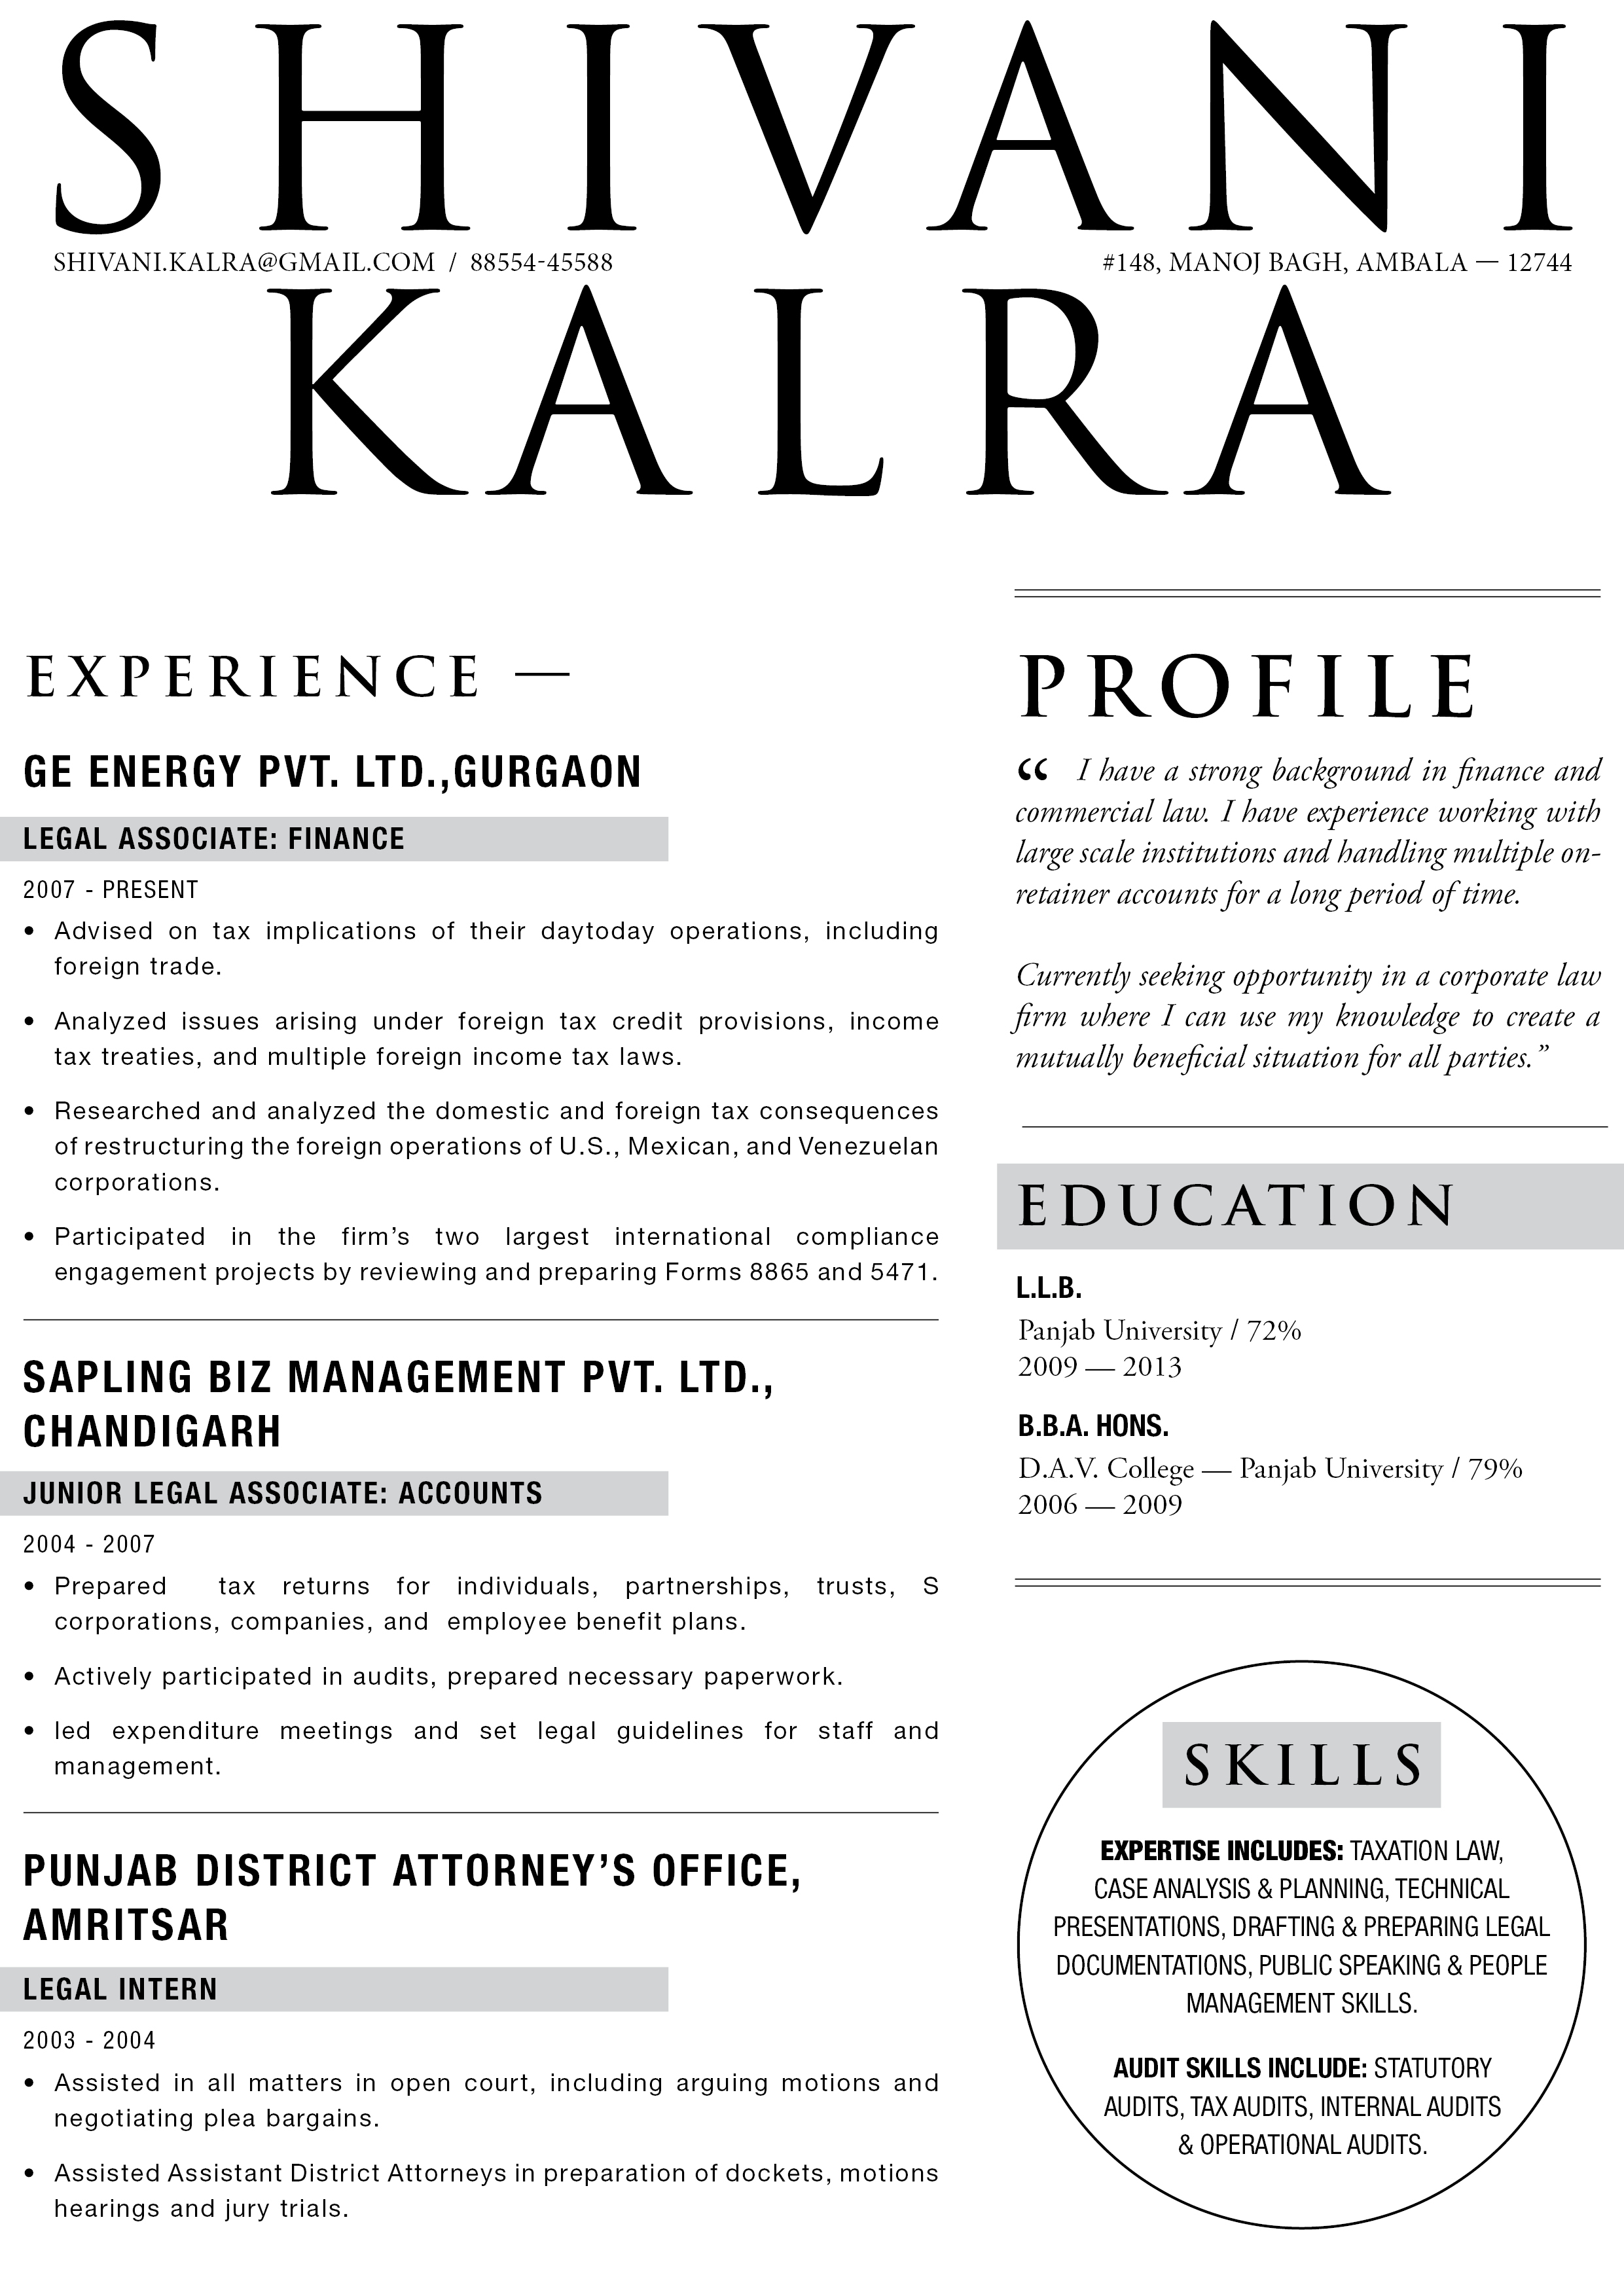 SHIVANI
SHIVANI.KALRA@GMAIL.COM / 88554-45588
#148, MANOJ BAGH, AMBALA — 12744
KALRA
EXPERIENCE —
GE ENERGY PVT. LTD.,GURGAON
LEGAL ASSOCIATE: FINANCE
2007 - PRESENT
• Advised on tax implications of their daytoday operations, including
foreign trade.
• Analyzed issues arising under foreign tax credit provisions, income
tax treaties, and multiple foreign income tax laws.
• Researched and analyzed the domestic and foreign tax consequences
of restructuring the foreign operations of U.S., Mexican, and Venezuelan
corporations.
• Participated in the firm’s two largest international compliance
engagement projects by reviewing and preparing Forms 8865 and 5471.
SAPLING BIZ MANAGEMENT PVT. LTD.,
CHANDIGARH
JUNIOR LEGAL ASSOCIATE: ACCOUNTS
2004 - 2007
• Prepared tax returns for individuals, partnerships, trusts, S
corporations, companies, and employee benefit plans.
• Actively participated in audits, prepared necessary paperwork.
• led expenditure meetings and set legal guidelines for staff and
management.
PUNJAB DISTRICT ATTORNEY’S OFFICE,
AMRITSAR
LEGAL INTERN
2003 - 2004
• Assisted in all matters in open court, including arguing motions and
negotiating plea bargains.
• Assisted Assistant District Attorneys in preparation of dockets, motions
hearings and jury trials.
PROFILE
“ I have a strong background in finance and
commercial law. I have experience working with
large scale institutions and handling multiple on-
retainer accounts for a long period of time.
Currently seeking opportunity in a corporate law
firm where I can use my knowledge to create a
mutually beneficial situation for all parties.”
EDUCATION
L.L.B.
Panjab University / 72%
2009 — 2013
B.B.A. HONS.
D.A.V. College — Panjab University / 79%
2006 — 2009
SKILLS
EXPERTISE INCLUDES: TAXATION LAW,
CASE ANALYSIS & PLANNING, TECHNICAL
PRESENTATIONS, DRAFTING & PREPARING LEGAL
DOCUMENTATIONS, PUBLIC SPEAKING & PEOPLE
MANAGEMENT SKILLS.
AUDIT SKILLS INCLUDE: STATUTORY
AUDITS, TAX AUDITS, INTERNAL AUDITS
& OPERATIONAL AUDITS.